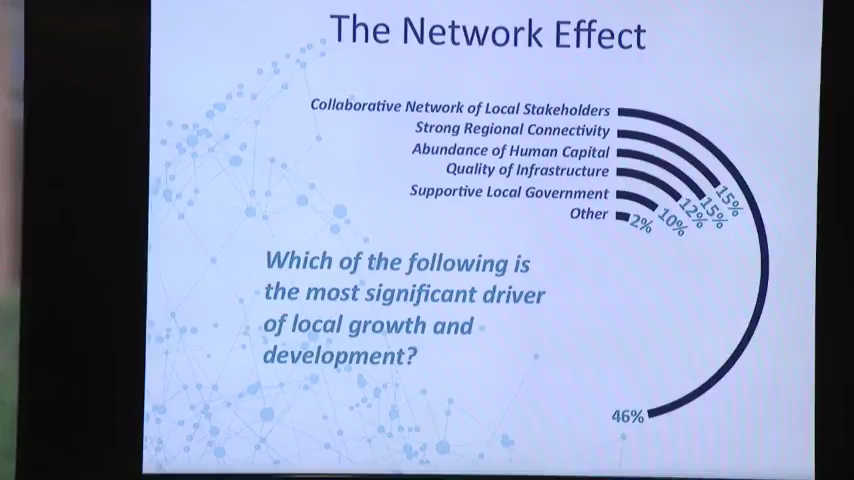 The Network Effect
Collaborative Network of Local Stakeholders
Strong Regional Connectivity
Abundance of Human Capital
Quality of Infrastructure
Supportive Local Government
Other
2%
10%
12%
15%
15%
46%
Which of the following is
the most significant driver
of local growth and
development?